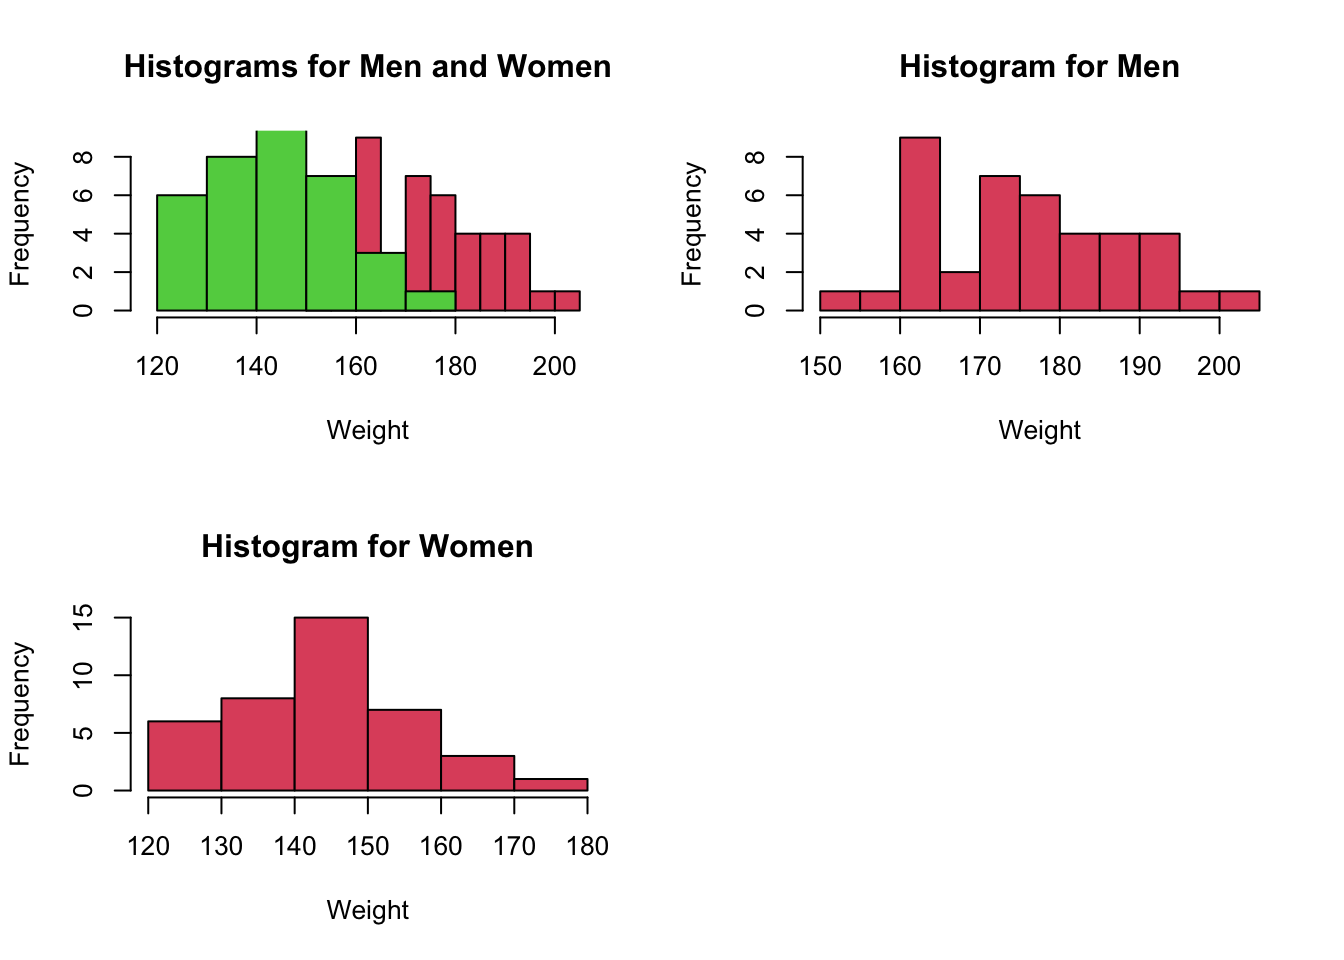 Histograms for Men and Women
Frequency
0 2 4 6 8
120 140 160 180 200
Weight
Histogram for Men
Frequency
0 2 4 6 8
150 160 170 180 190 200
Weight
Histogram for Women
Frequency
0 5 10 15
120 130 140 150 160 170 180
Weight